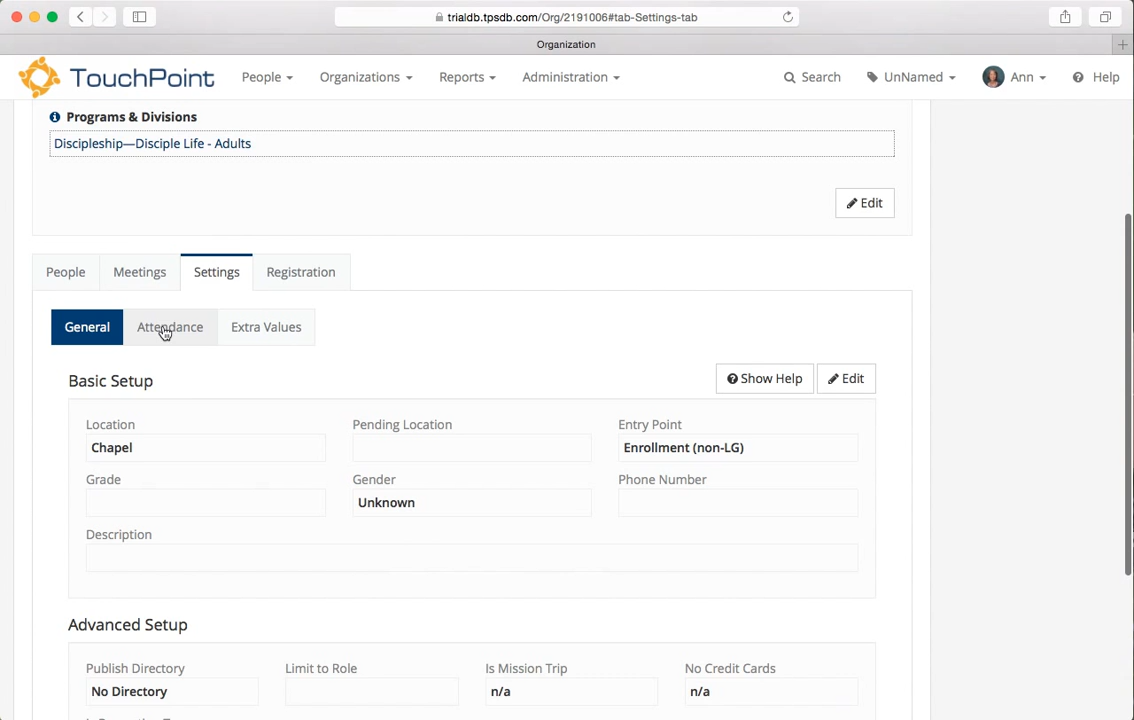 trialdb.tpsdb.com/Org/2191006#tab-Settings-tab
Organization
TouchPoint People Organizations Reports Administration Search UnNamed Ann Help
Programs & Divisions
Discipleship—Disciple Life - Adults
Edit
People Meetings Settings Registration
General Attendance Extra Values
Basic Setup Show Help Edit
Location Pending Location Entry Point
Chapel Enrollment (non-LG)
Grade Gender Phone Number
Unknown
Description
Advanced Setup
Publish Directory Limit to Role Is Mission Trip No Credit Cards
No Directory n/a n/a